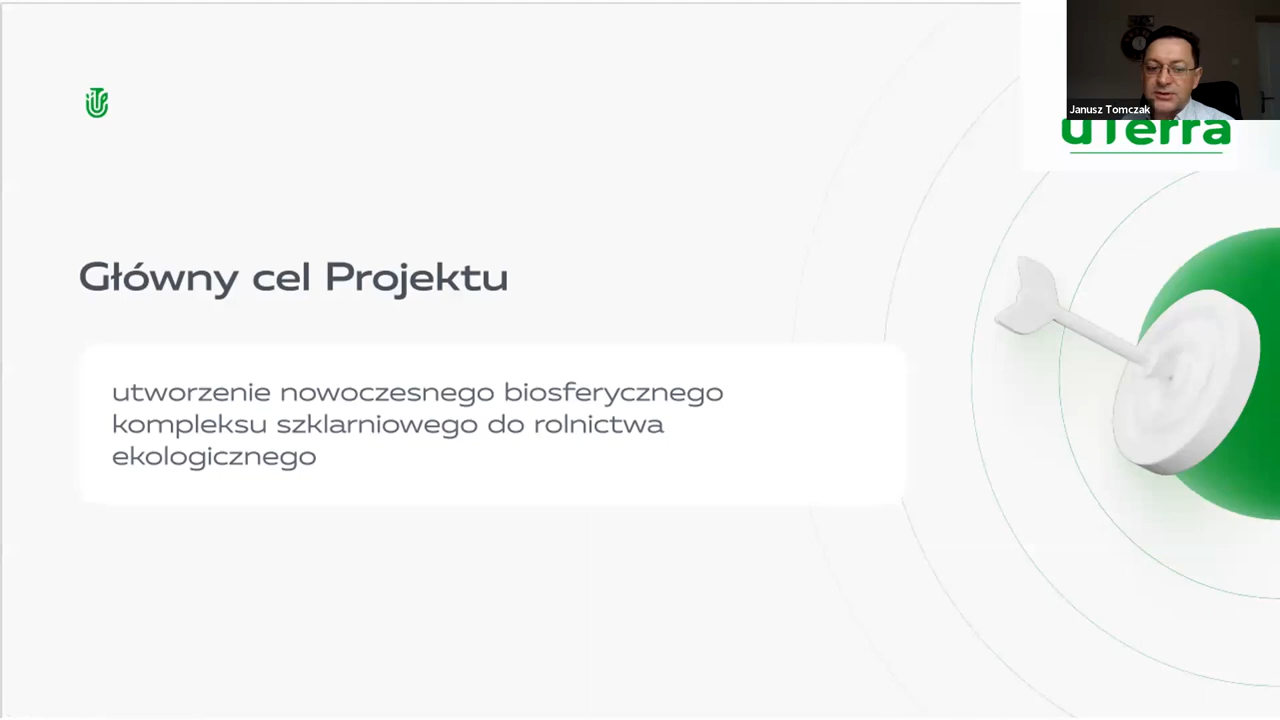 Janusz Tomczak
uTerra
Główny cel Projektu
utworzenie nowoczesnego biosferycznego
kompleksu szklarniowego do rolnictwa
ekologicznego